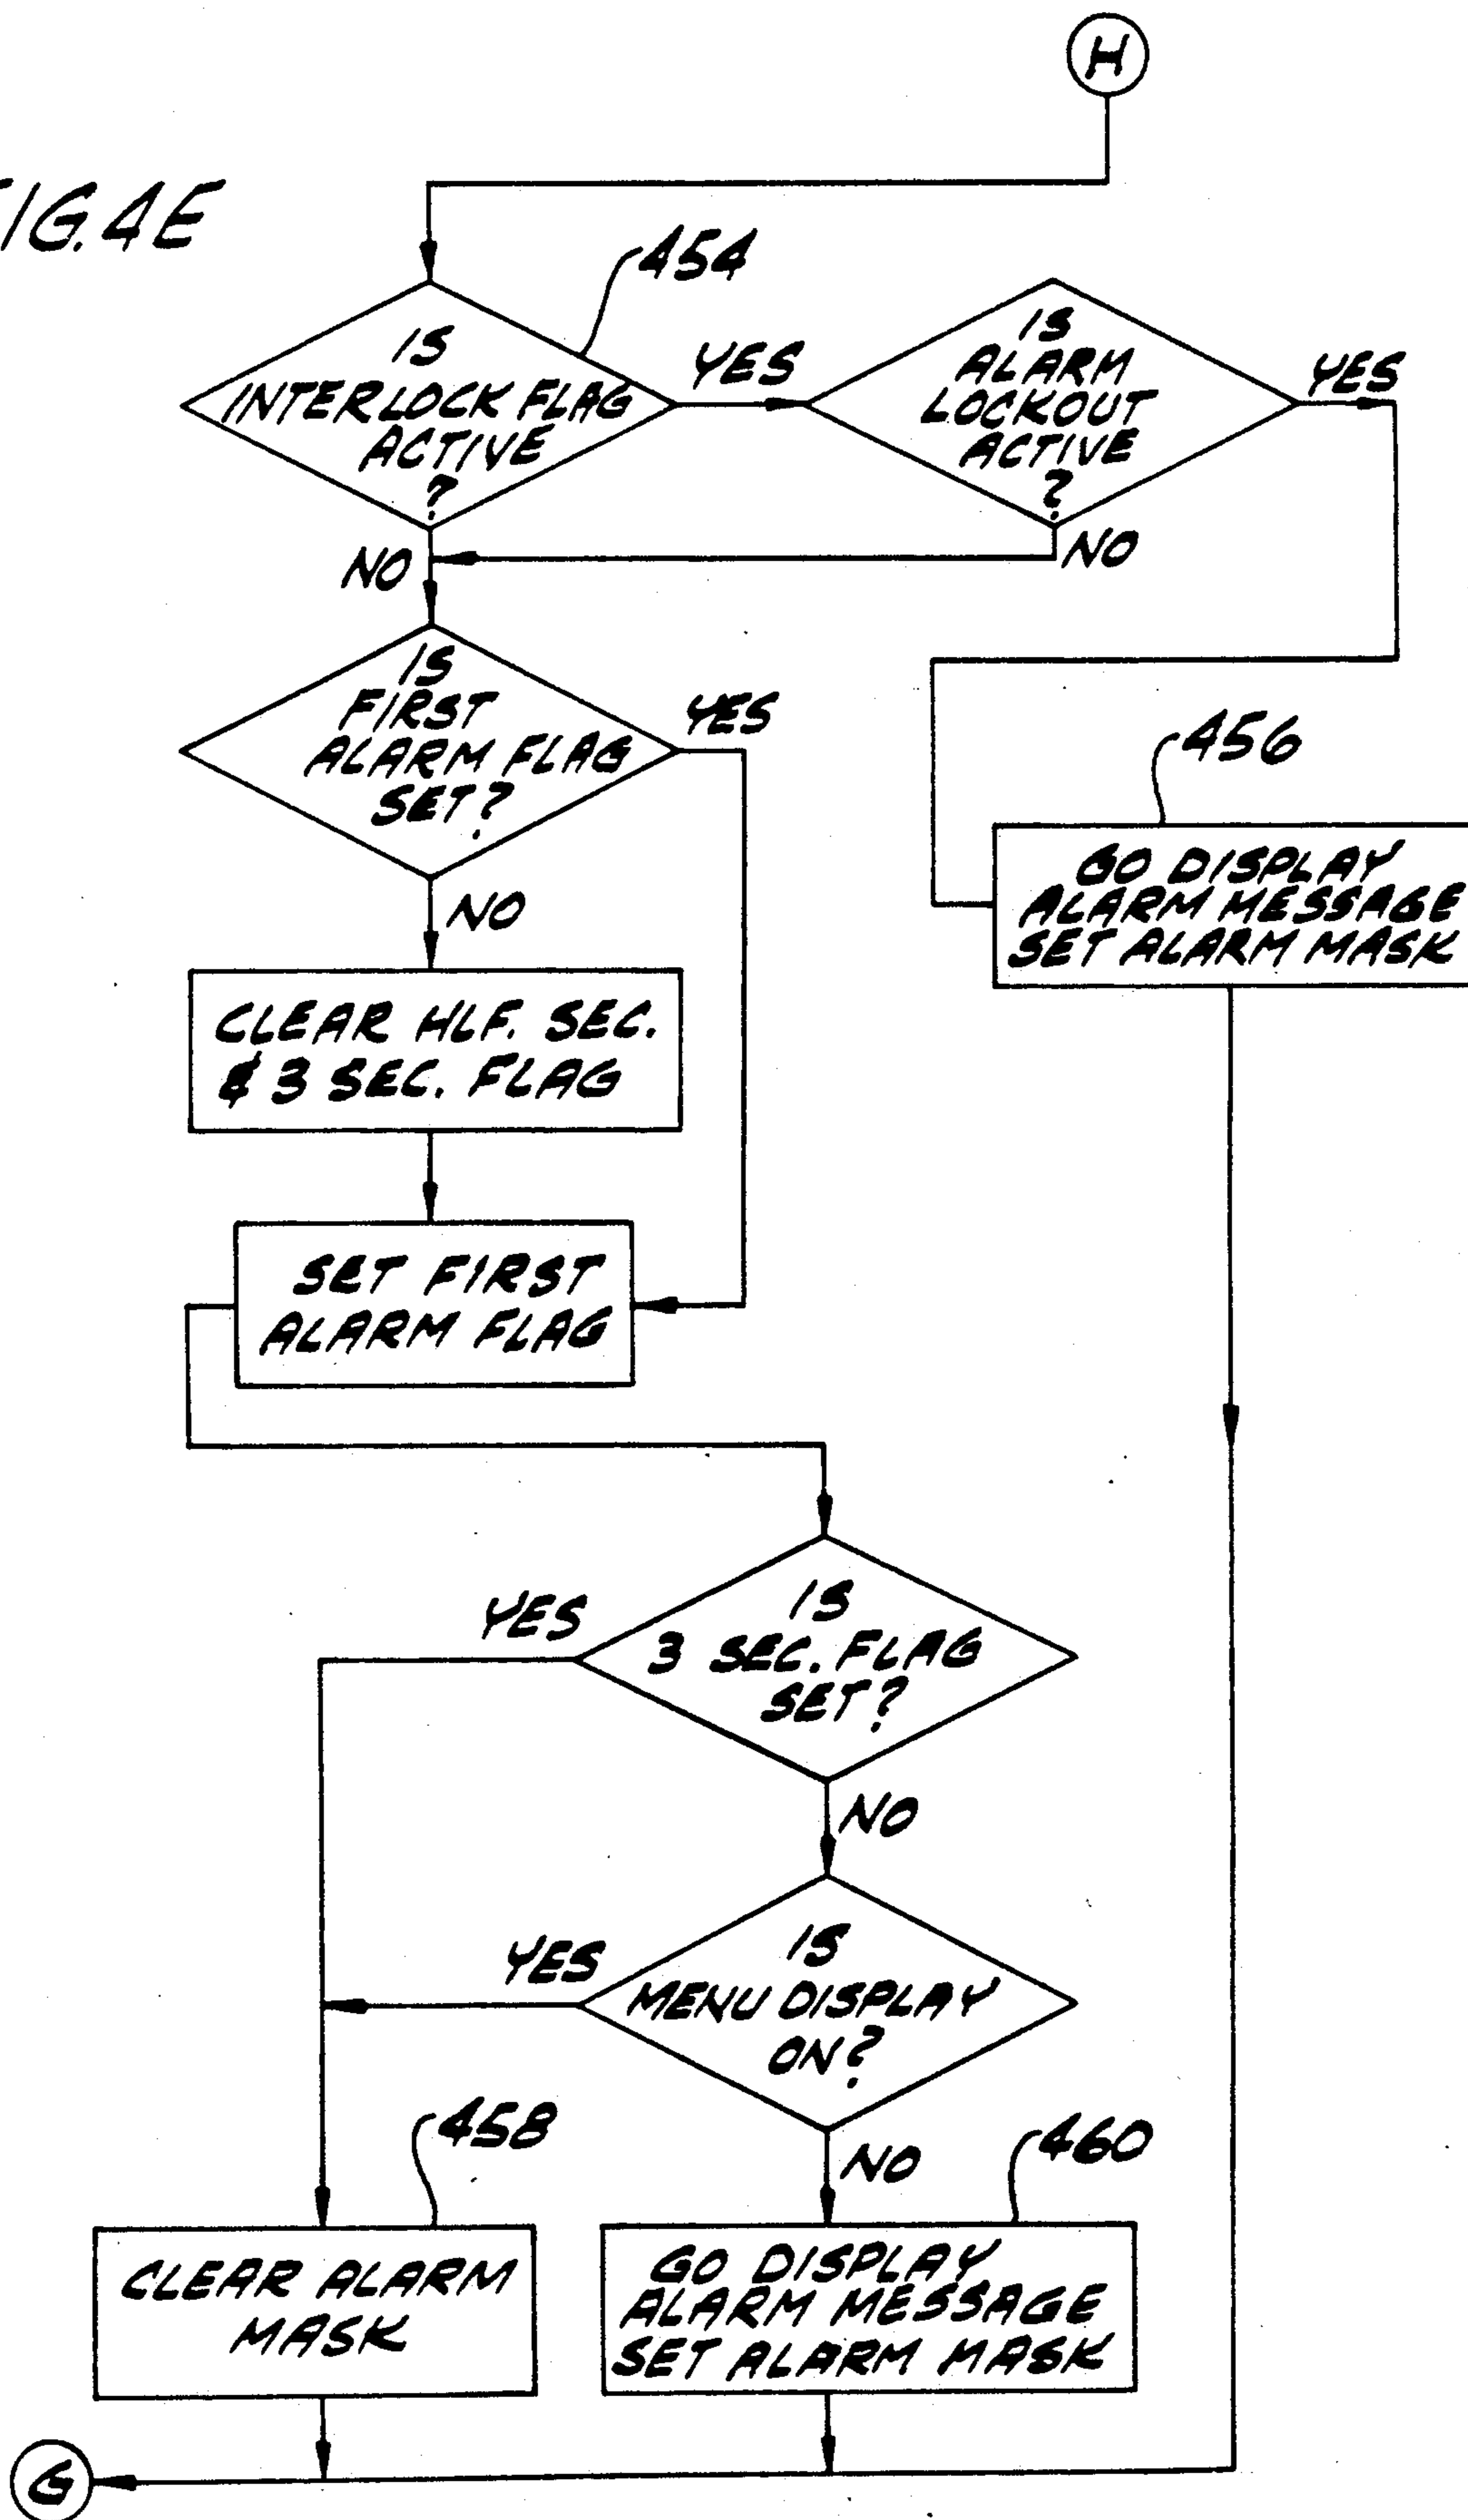 H
FIG. 4E
454
IS
INTERLOCK FLAG
ACTIVE
?
YES
IS
ALARM
LOCKOUT
ACTIVE
?
YES
NO
NO
IS
FIRST
ALARM FLAG
SET?
YES
456
GO DISPLAY
ALARM MESSAGE
SET ALARM MASK
NO
CLEAR HLF. SEC.
& 3 SEC. FLAG
SET FIRST
ALARM FLAG
YES
IS
3 SEC. FLAG
SET?
NO
YES
IS
MENU DISPLAY
ON?
458
NO
460
CLEAR ALARM
MASK
GO DISPLAY
ALARM MESSAGE
SET ALARM MASK
G